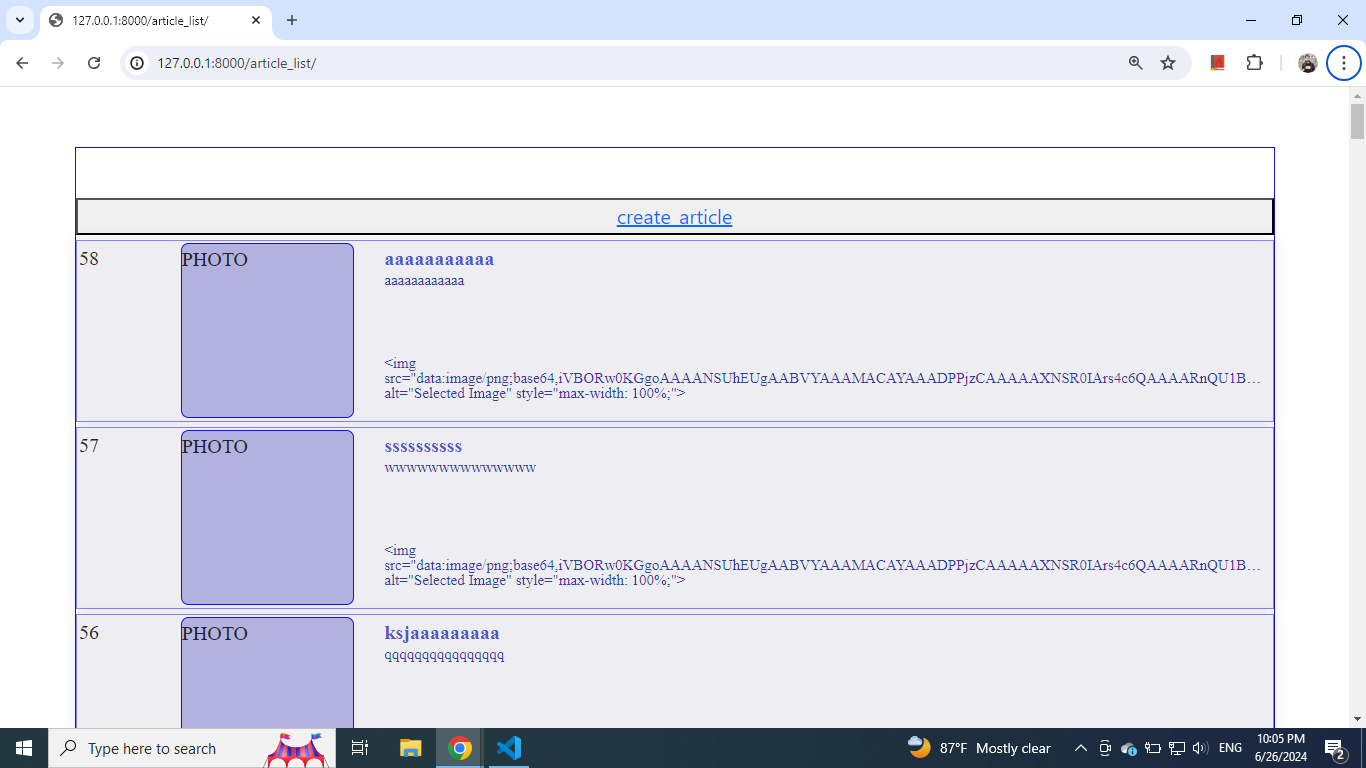 127.0.0.1:8000/article_list/
127.0.0.1:8000/article_list/
create_article
58
PHOTO
aaaaaaaaaaa
aaaaaaaaaaaa
<img
src="data:image/png;base64,iVBORw0KGgoAAAANSUhEUgAABVYAAAMACAYAAADPPjzCAAAAAXNSR0IArs4c6QAAAARnQU1B…
alt="Selected Image" style="max-width: 100%;">
57
PHOTO
ssssssssss
wwwwwwwwwwwwww
<img
src="data:image/png;base64,iVBORw0KGgoAAAANSUhEUgAABVYAAAMACAYAAADPPjzCAAAAAXNSR0IArs4c6QAAAARnQU1B…
alt="Selected Image" style="max-width: 100%;">
56
PHOTO
ksjaaaaaaaaa
qqqqqqqqqqqqqqqq
Type here to search
87°F Mostly clear
ENG
10:05 PM
6/26/2024
2